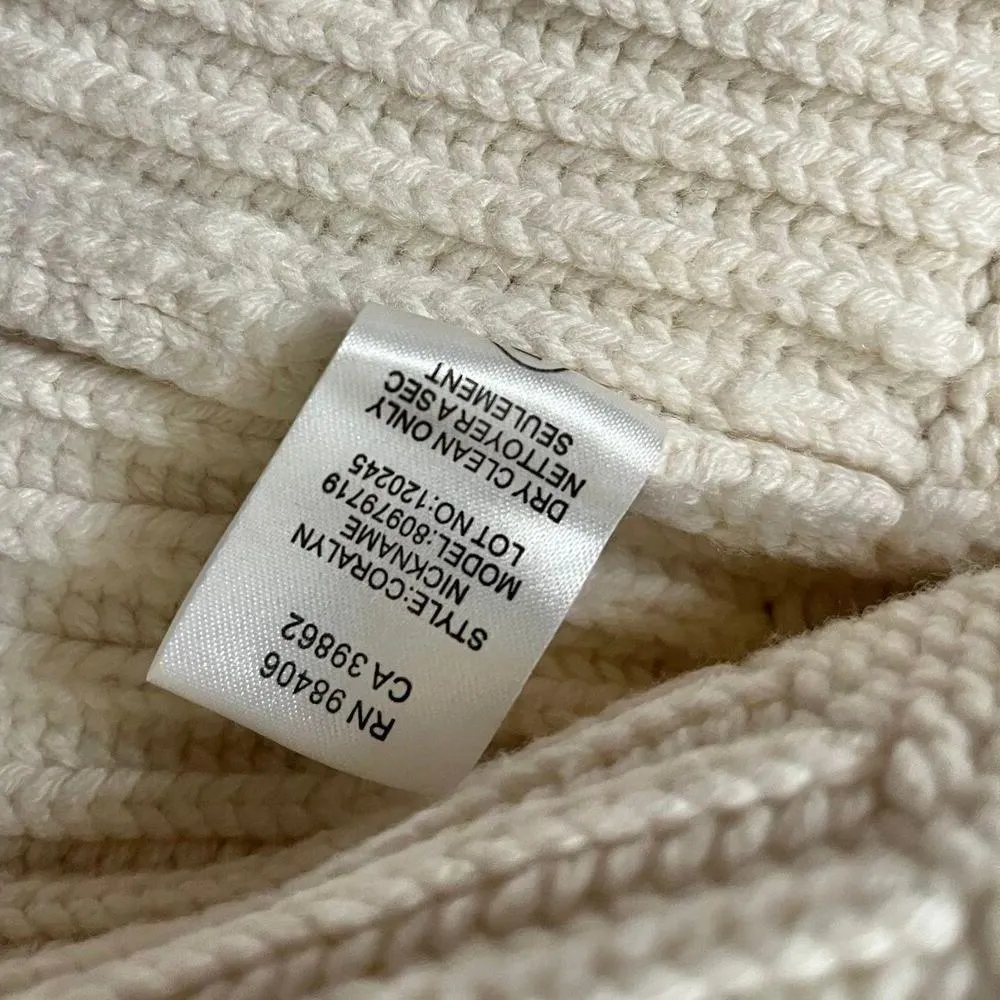 RN 98406
CA 39862
STYLE:CORALYN
NICKNAME
MODEL:80979719
LOT NO:120245
DRY CLEAN ONLY
NETTOYER A SEC
SEULEMENT